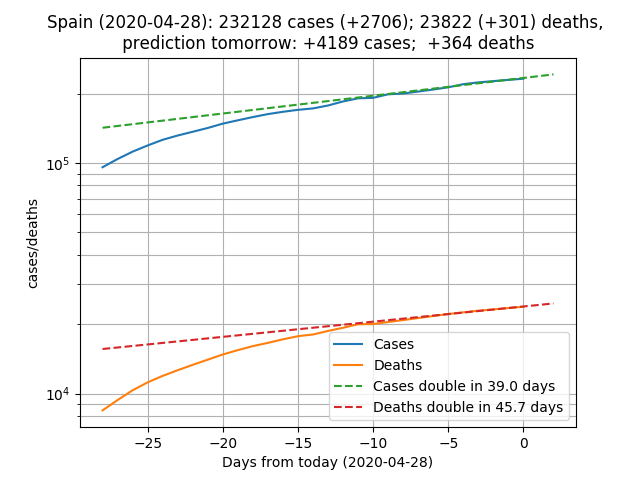 Spain (2020-04-28): 232128 cases (+2706); 23822 (+301) deaths,
prediction tomorrow: +4189 cases;  +364 deaths
cases/deaths
10^5
10^4
Cases
Deaths
Cases double in 39.0 days
Deaths double in 45.7 days
−25 −20 −15 −10 −5 0
Days from today (2020-04-28)